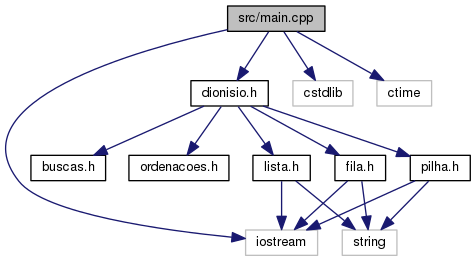 src/main.cpp
dionisio.h
cstdlib
ctime
buscas.h
ordenacoes.h
lista.h
fila.h
pilha.h
iostream
string